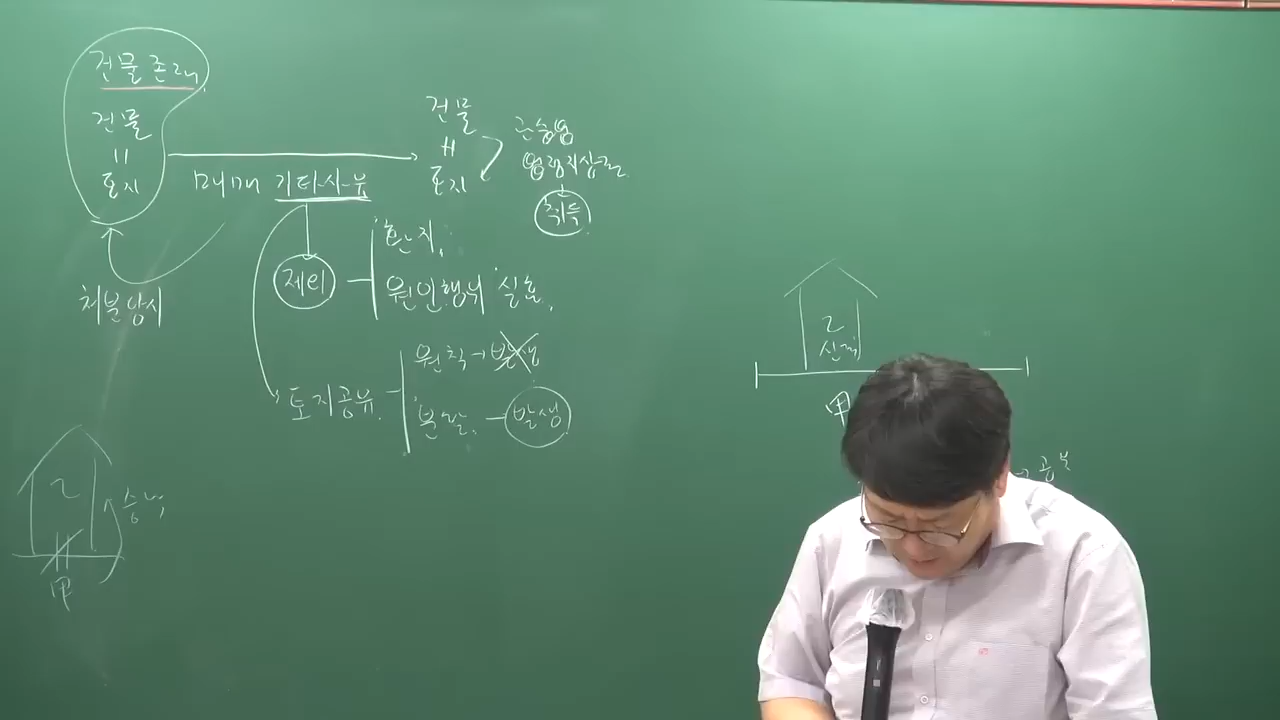 건물 존재
건물
=
토지
처분당시
매매 기타사유
건물
≠
토지
관습법
법정지상권
취득
제외
환지,
원인행위 실효,
토지공유.
원칙→발생
분할, - 발생
乙
승낙
甲
乙
신축
甲